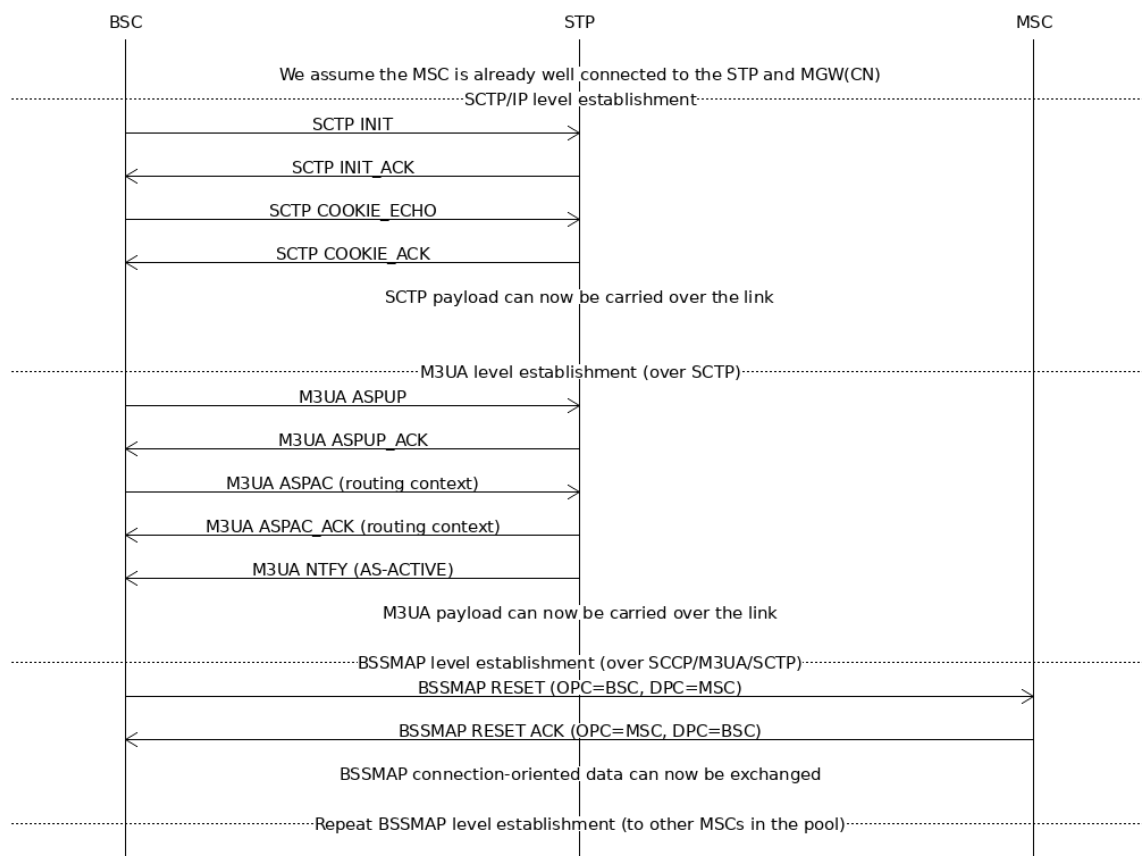 BSC STP MSC
We assume the MSC is already well connected to the STP and MGW(CN)
SCTP/IP level establishment
SCTP INIT
SCTP INIT_ACK
SCTP COOKIE_ECHO
SCTP COOKIE_ACK
SCTP payload can now be carried over the link
M3UA level establishment (over SCTP)
M3UA ASPUP
M3UA ASPUP_ACK
M3UA ASPAC (routing context)
M3UA ASPAC_ACK (routing context)
M3UA NTFY (AS-ACTIVE)
M3UA payload can now be carried over the link
BSSMAP level establishment (over SCCP/M3UA/SCTP)
BSSMAP RESET (OPC=BSC, DPC=MSC)
BSSMAP RESET ACK (OPC=MSC, DPC=BSC)
BSSMAP connection-oriented data can now be exchanged
Repeat BSSMAP level establishment (to other MSCs in the pool)